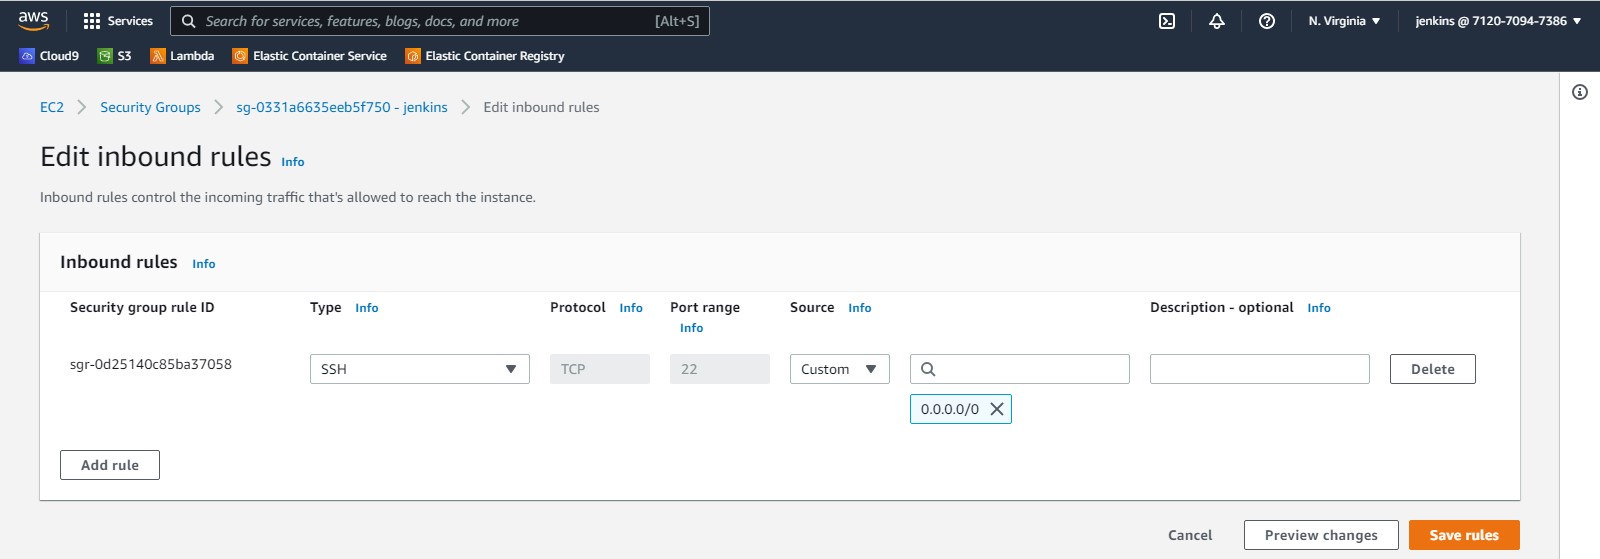 aws
Services
Search for services, features, blogs, docs, and more
[Alt+S]
N. Virginia
jenkins @ 7120-7094-7386
Cloud9
S3
Lambda
Elastic Container Service
Elastic Container Registry
EC2
Security Groups
sg-0331a6635eeb5f750 - jenkins
Edit inbound rules
Edit inbound rules Info
Inbound rules control the incoming traffic that's allowed to reach the instance.
Inbound rules Info
Security group rule ID
Type Info
Protocol Info
Port range
Info
Source Info
Description - optional Info
sgr-0d25140c85ba37058
SSH
TCP
22
Custom
Delete
0.0.0.0/0
Add rule
Cancel
Preview changes
Save rules